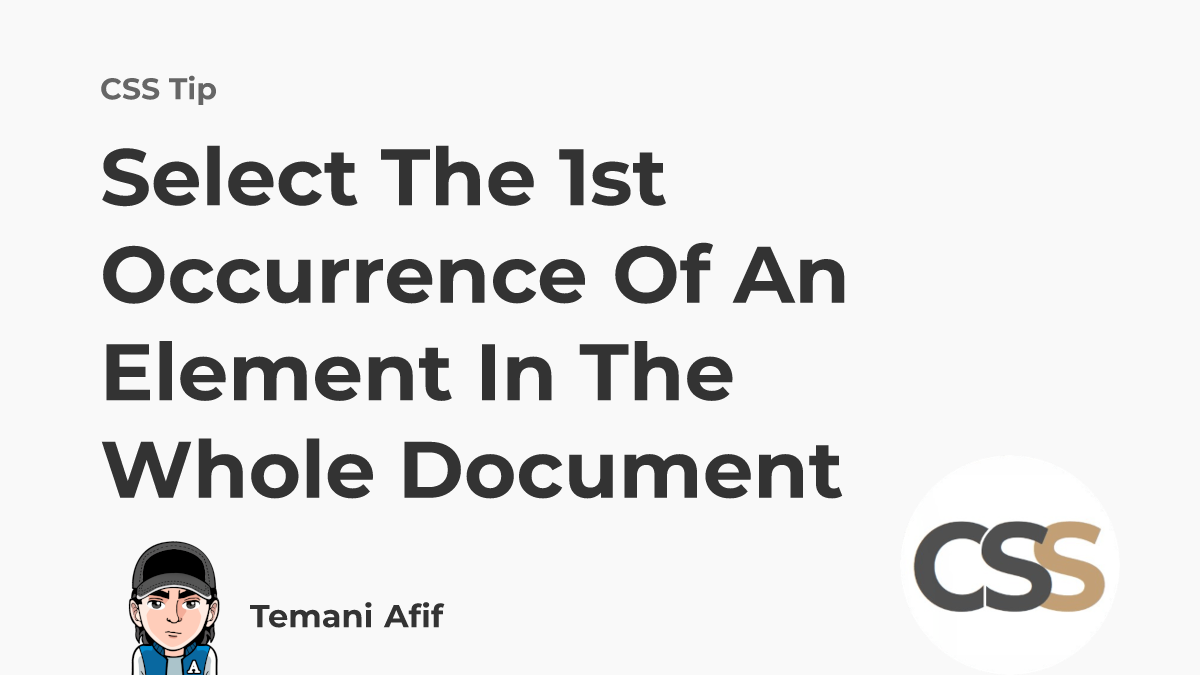 CSS Tip
Select The 1st
Occurrence Of An
Element In The
Whole Document
A
Temani Afif
CSS